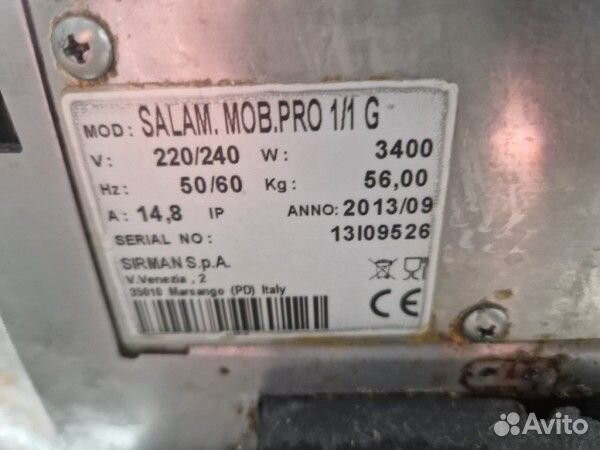 MOD: SALAM. MOB.PRO 1/1 G
V: 220/240 W: 3400
Hz: 50/60 Kg: 56,00
A: 14,8 IP ANNO: 2013/09
SERIAL NO: 13I09526
SIRMAN S.p.A.
V.Venezia , 2
35010 Marsango (PD) Italy
CE
Avito